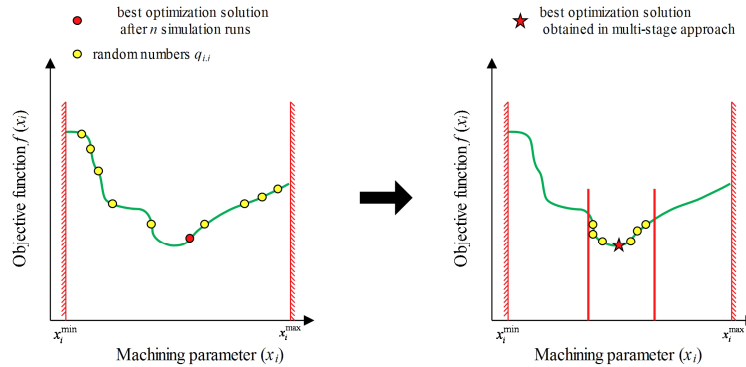 best optimization solution
after n simulation runs
random numbers q_{i,i}
Objective function f (x_i)
x_i^{min}
x_i^{max}
Machining parameter (x_i)
best optimization solution
obtained in multi-stage approach
Objective function f (x_i)
x_i^{min}
x_i^{max}
Machining parameter (x_i)